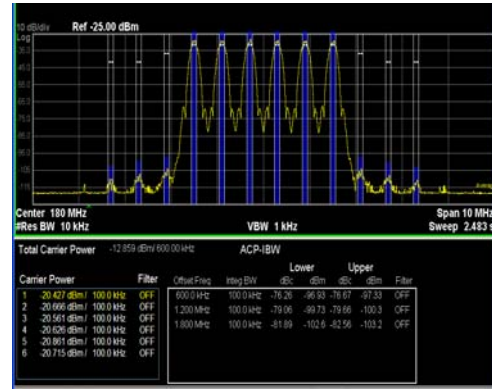 10 dB/div Ref -25.00 dBm
Log
Center 180 MHz Span 10 MHz
#Res BW 10 kHz VBW 1 kHz Sweep 2.483 s
Total Carrier Power -12.859 dBm/ 600.00 kHz ACP-IBW
Lower Upper
Carrier Power Filter Offset Freq Integ BW dBc dBm dBc dBm Filter
1 -20.427 dBm / 100.0 kHz OFF 600.0 kHz 100.0 kHz -76.26 -96.93 -76.67 -97.33 OFF
2 -20.666 dBm / 100.0 kHz OFF 1.200 MHz 100.0 kHz -79.06 -99.73 -79.66 -100.3 OFF
3 -20.561 dBm / 100.0 kHz OFF 1.800 MHz 100.0 kHz -81.89 -102.6 -82.56 -103.2 OFF
4 -20.626 dBm / 100.0 kHz OFF
5 -20.861 dBm / 100.0 kHz OFF
6 -20.715 dBm / 100.0 kHz OFF